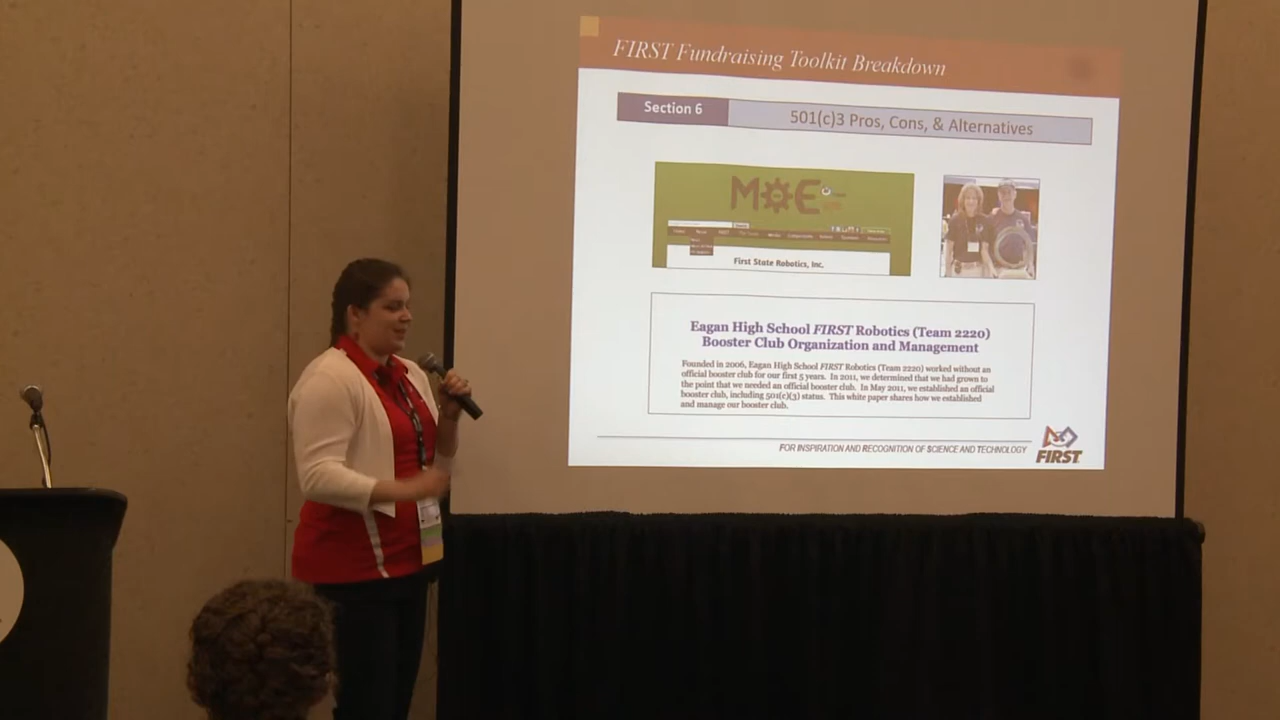 FIRST Fundraising Toolkit Breakdown
Section 6
501(c)3 Pros, Cons, & Alternatives
MOE
First State Robotics, Inc.
Eagan High School FIRST Robotics (Team 2220)
Booster Club Organization and Management
Founded in 2006, Eagan High School FIRST Robotics (Team 2220) worked without an
official booster club for our first 5 years. In 2011, we determined that we had grown to
the point that we needed an official booster club. In May 2011, we established an official
booster club, including 501(c)(3) status. This white paper shares how we established
and manage our booster club.
FOR INSPIRATION AND RECOGNITION OF SCIENCE AND TECHNOLOGY
FIRST